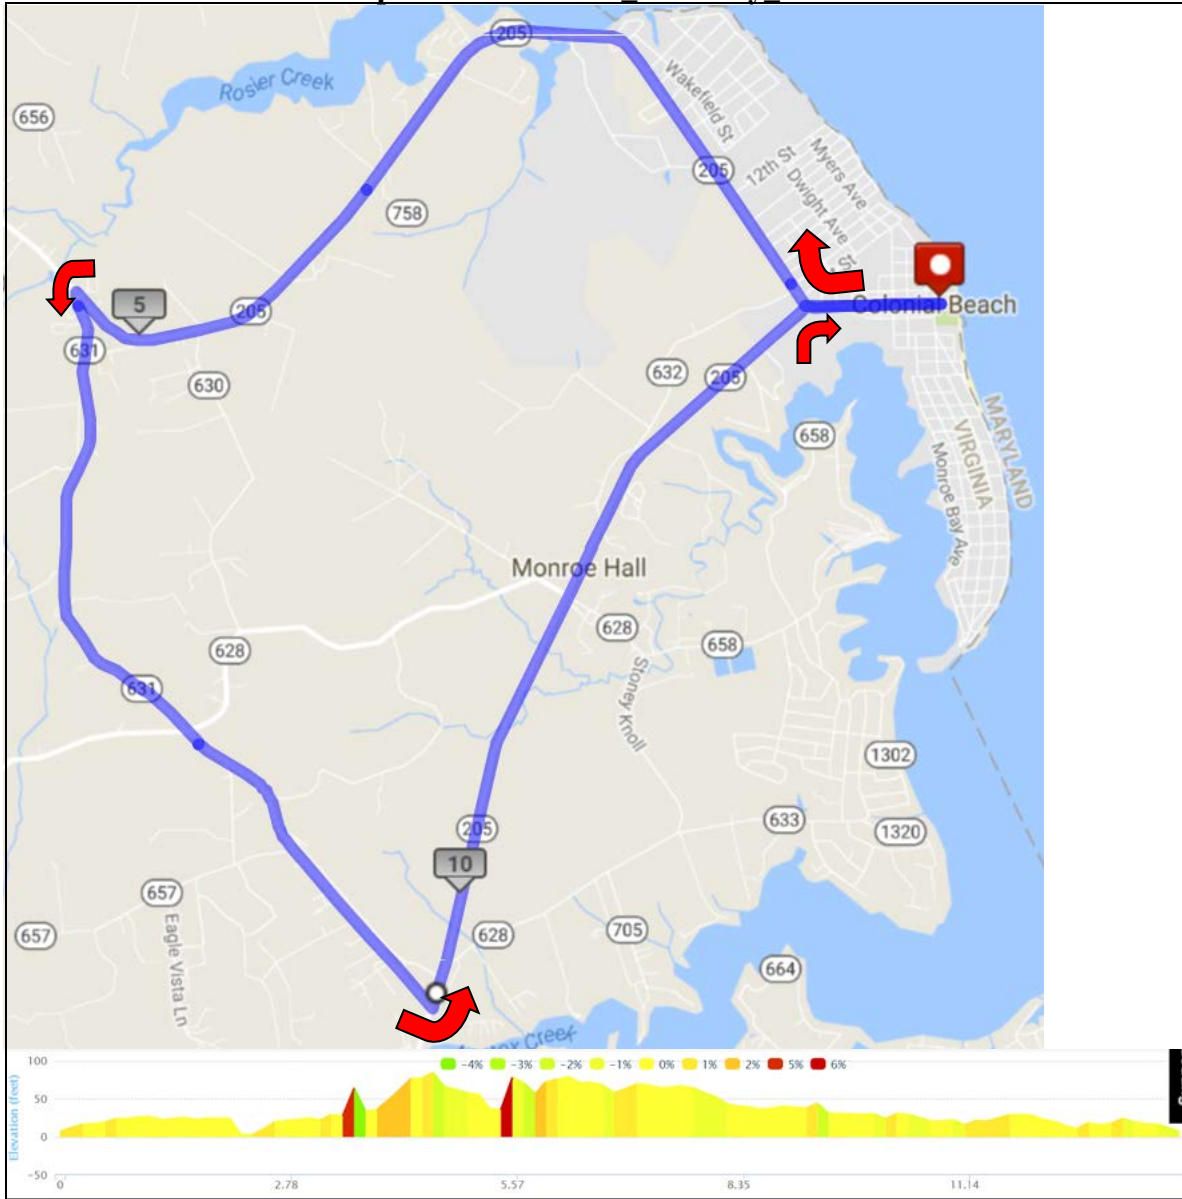 205
Rosier Creek
656
Wakefield St
205
12th St
Myers Ave
Dwight Ave
758
5
205
Colonial Beach
631
630
632
205
658
MARYLAND
VIRGINIA
Monroe Bay Ave
Monroe Hall
628
628
658
631
Stoney Knoll
1302
205
633
1320
10
657
Eagle Vista Ln
657
628
705
664
Creek
100
50
0
-50
Elevation (feet)
-4% -3% -2% -1% 0% 1% 2% 5% 6%
0 2.78 5.57 8.35 11.14